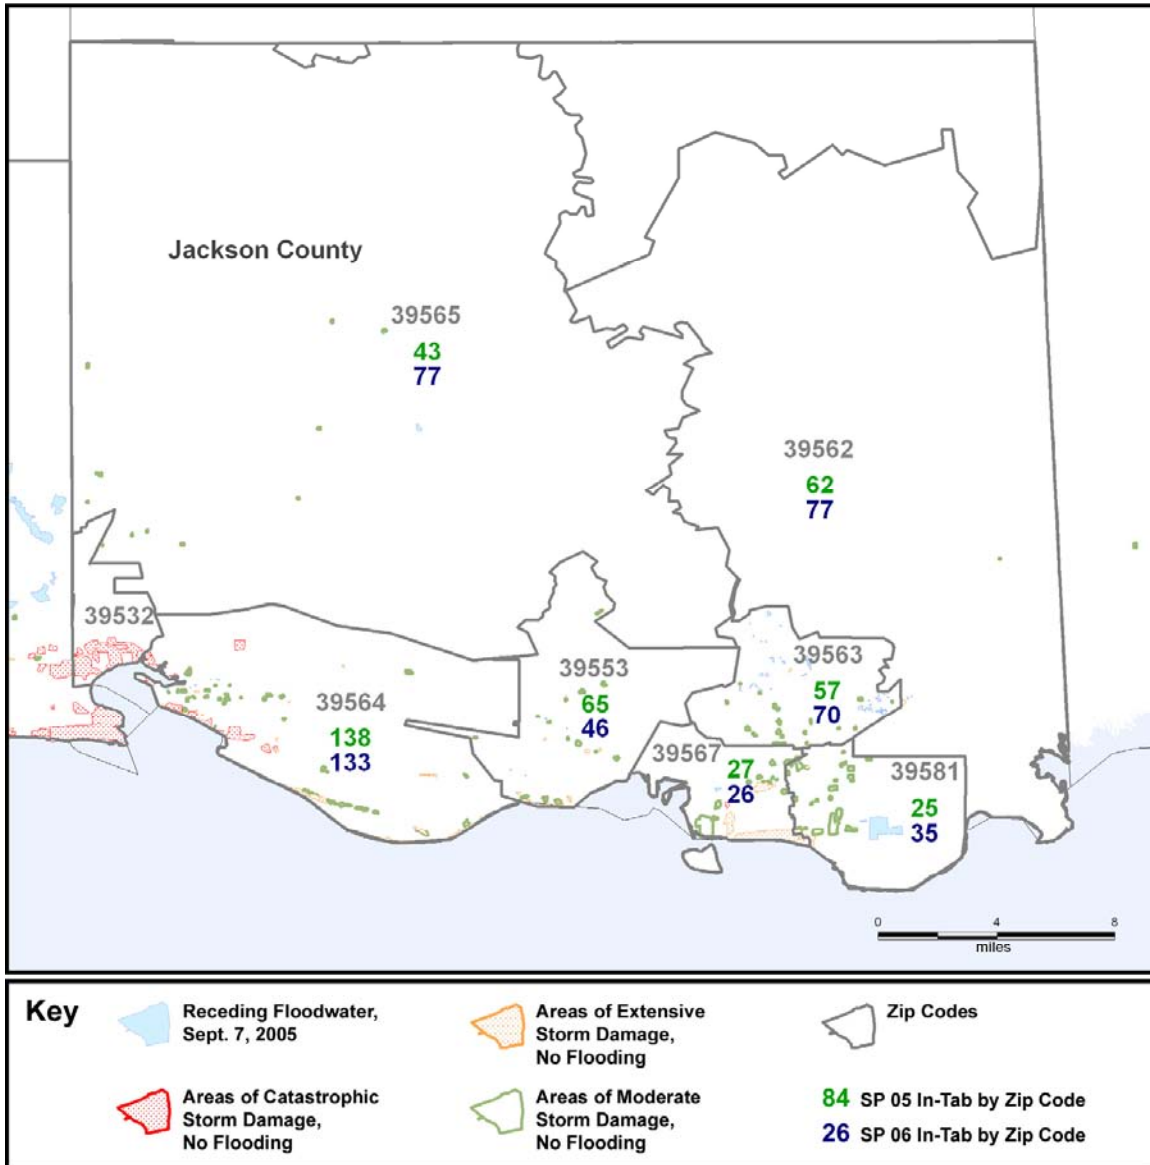 Jackson County
39565
43
77
39562
62
77
39532
39553
65
46
39563
57
70
39564
138
133
39567
27
26
39581
25
35
0 4 8
miles
Key
Receding Floodwater,
Sept. 7, 2005
Areas of Extensive
Storm Damage,
No Flooding
Zip Codes
Areas of Catastrophic
Storm Damage,
No Flooding
Areas of Moderate
Storm Damage,
No Flooding
84 SP 05 In-Tab by Zip Code
26 SP 06 In-Tab by Zip Code